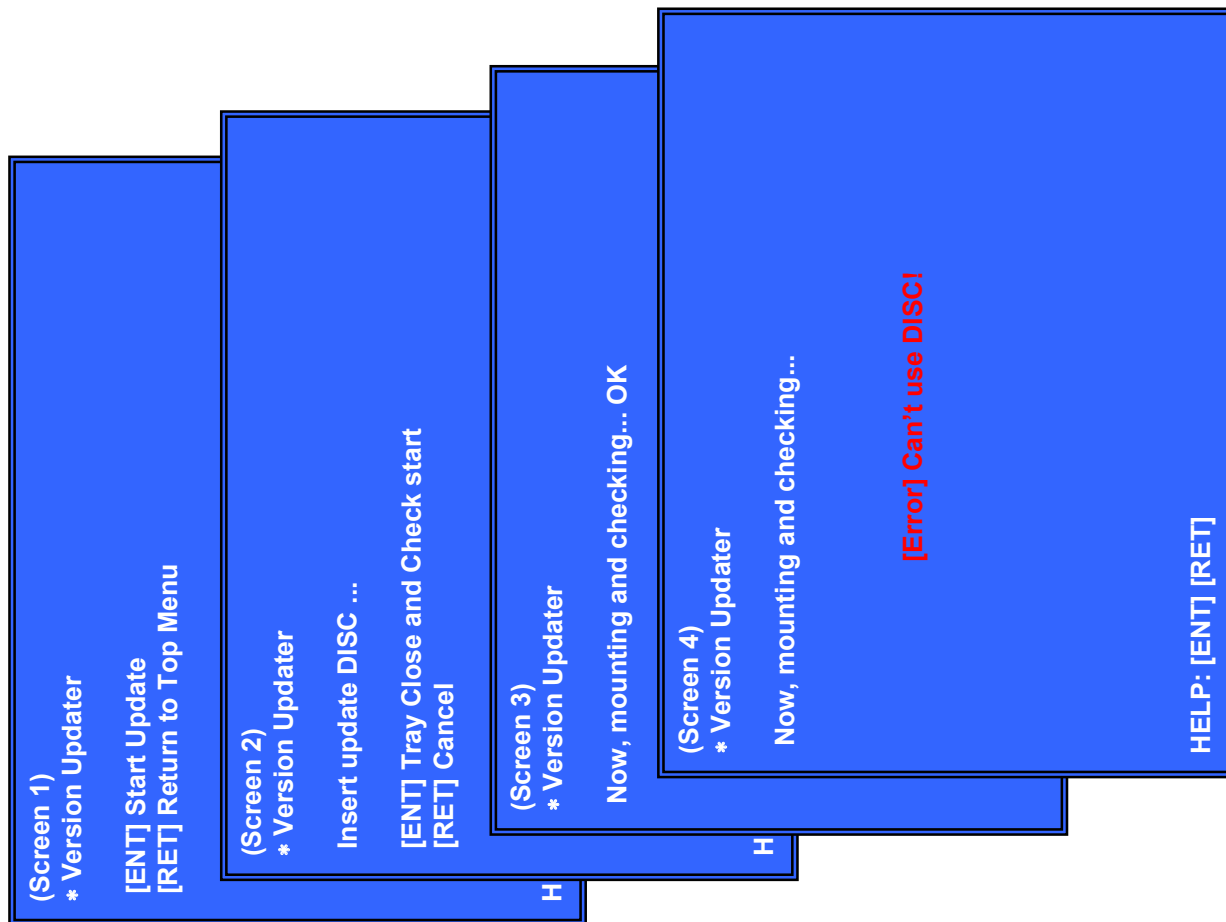 (Screen 1)
* Version Updater
[ENT] Start Update
[RET] Return to Top Menu
H
(Screen 2)
* Version Updater
Insert update DISC ...
[ENT] Tray Close and Check start
[RET] Cancel
H
(Screen 3)
* Version Updater
Now, mounting and checking... OK
(Screen 4)
* Version Updater
Now, mounting and checking...
[Error] Can't use DISC!
HELP: [ENT] [RET]